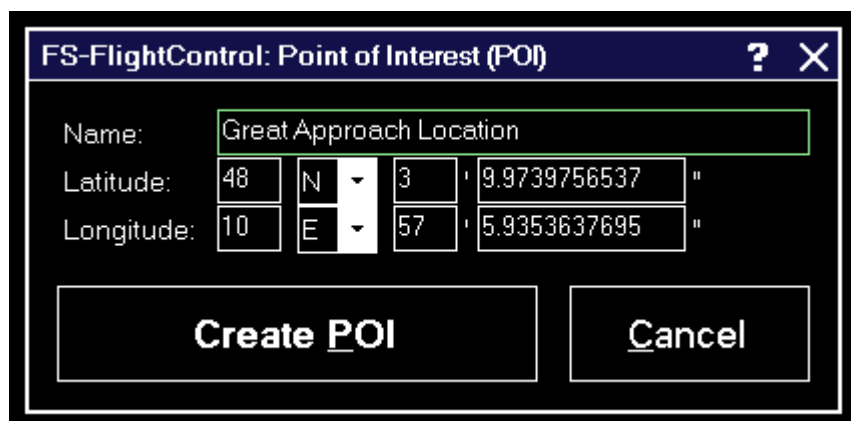 FS-FlightControl: Point of Interest (POI) ? X
Name: Great Approach Location
Latitude: 48 N 3 ' 9.9739756537 "
Longitude: 10 E 57 ' 5.9353637695 "
Create POI Cancel